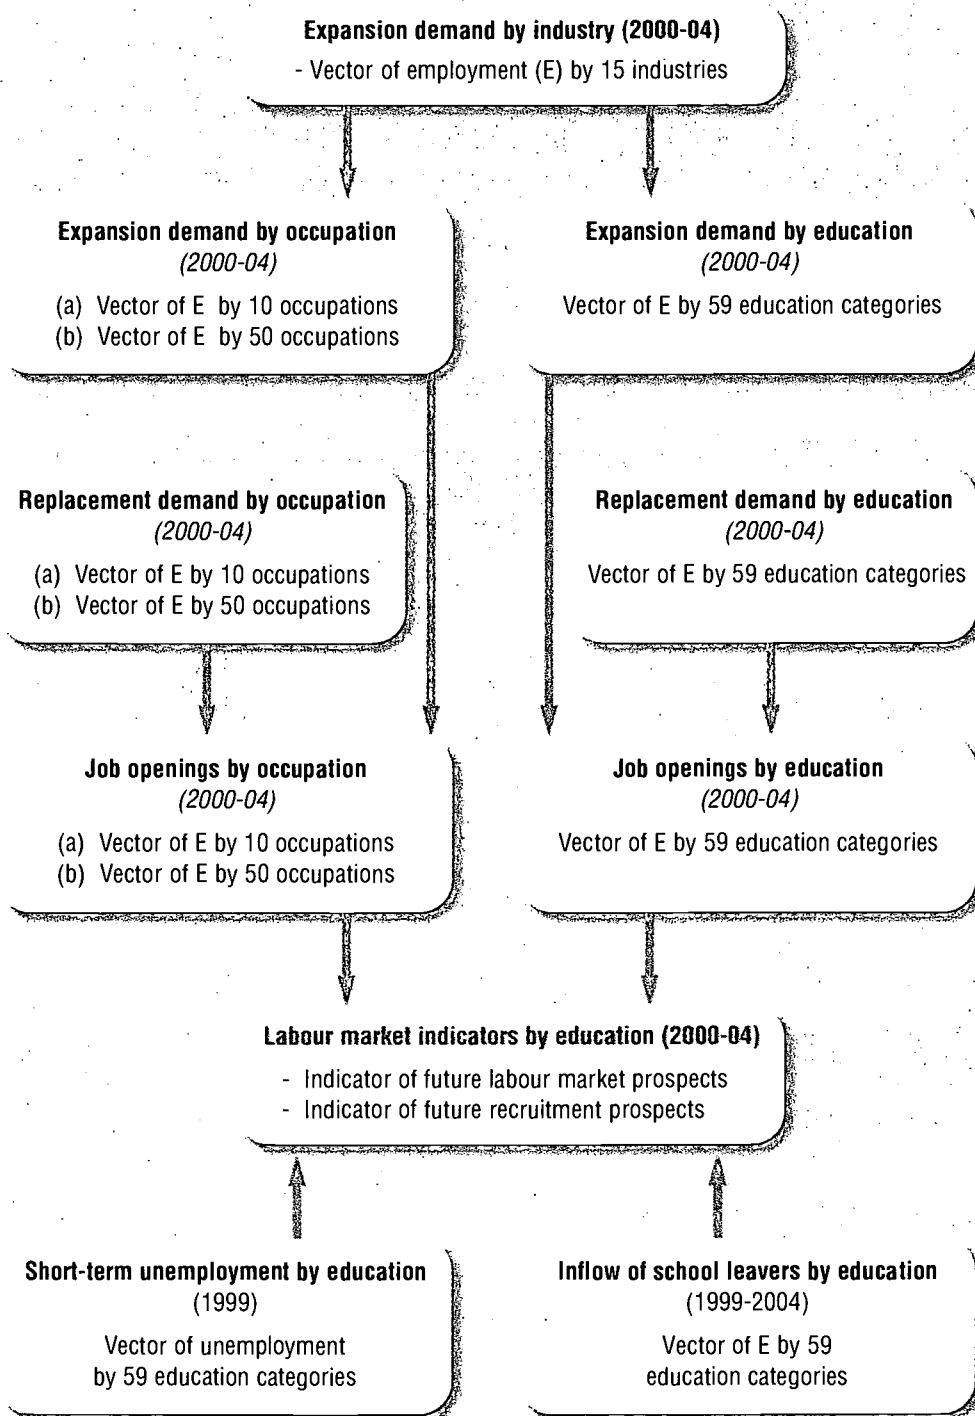 Expansion demand by industry (2000-04)
- Vector of employment (E) by 15 industries
Expansion demand by occupation
(2000-04)
(a) Vector of E by 10 occupations
(b) Vector of E by 50 occupations
Expansion demand by education
(2000-04)
Vector of E by 59 education categories
Replacement demand by occupation
(2000-04)
(a) Vector of E by 10 occupations
(b) Vector of E by 50 occupations
Replacement demand by education
(2000-04)
Vector of E by 59 education categories
Job openings by occupation
(2000-04)
(a) Vector of E by 10 occupations
(b) Vector of E by 50 occupations
Job openings by education
(2000-04)
Vector of E by 59 education categories
Labour market indicators by education (2000-04)
- Indicator of future labour market prospects
- Indicator of future recruitment prospects
Short-term unemployment by education
(1999)
Vector of unemployment
by 59 education categories
Inflow of school leavers by education
(1999-2004)
Vector of E by 59
education categories